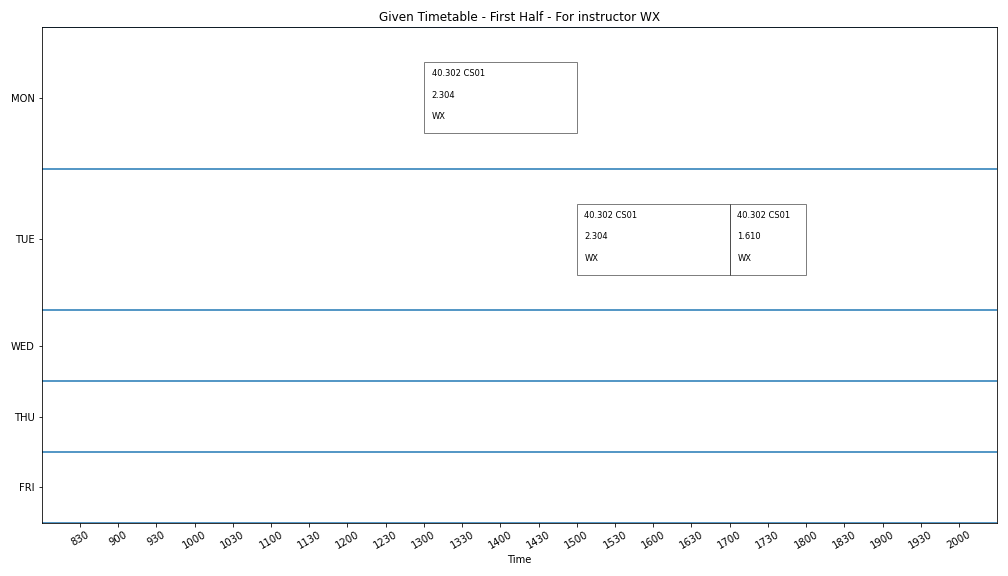 Given Timetable - First Half - For instructor WX
MON
40.302 CS01
2.304
WX
TUE
40.302 CS01
2.304
WX
40.302 CS01
1.610
WX
WED
THU
FRI
830 900 930 1000 1030 1100 1130 1200 1230 1300 1330 1400 1430 1500 1530 1600 1630 1700 1730 1800 1830 1900 1930 2000
Time